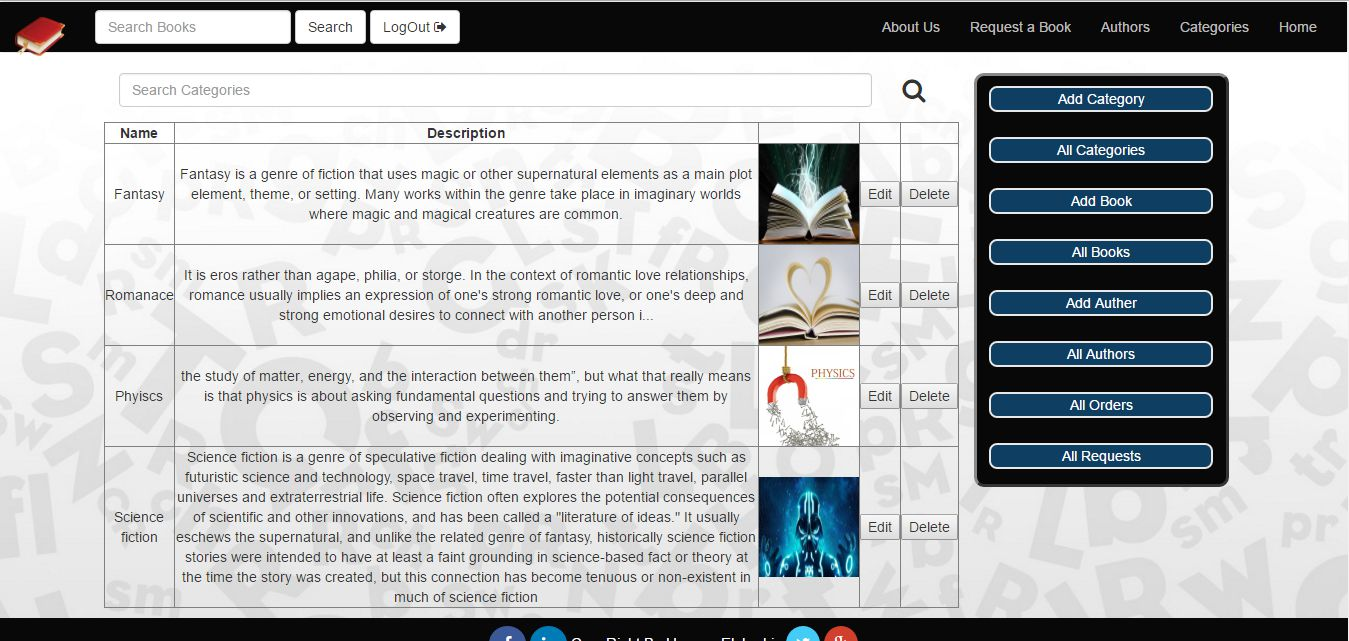 Search Books Search LogOut About Us Request a Book Authors Categories Home
Search Categories
Name Description
Fantasy
Fantasy is a genre of fiction that uses magic or other supernatural elements as a main plot
element, theme, or setting. Many works within the genre take place in imaginary worlds
where magic and magical creatures are common.
Edit Delete
Romanace
It is eros rather than agape, philia, or storge. In the context of romantic love relationships,
romance usually implies an expression of one's strong romantic love, or one's deep and
strong emotional desires to connect with another person i...
Edit Delete
Phyiscs
the study of matter, energy, and the interaction between them”, but what that really means
is that physics is about asking fundamental questions and trying to answer them by
observing and experimenting.
PHYSICS
Edit Delete
Science
fiction
Science fiction is a genre of speculative fiction dealing with imaginative concepts such as
futuristic science and technology, space travel, time travel, faster than light travel, parallel
universes and extraterrestrial life. Science fiction often explores the potential consequences
of scientific and other innovations, and has been called a "literature of ideas." It usually
eschews the supernatural, and unlike the related genre of fantasy, historically science fiction
stories were intended to have at least a faint grounding in science-based fact or theory at
the time the story was created, but this connection has become tenuous or non-existent in
much of science fiction
Edit Delete
Add Category
All Categories
Add Book
All Books
Add Auther
All Authors
All Orders
All Requests